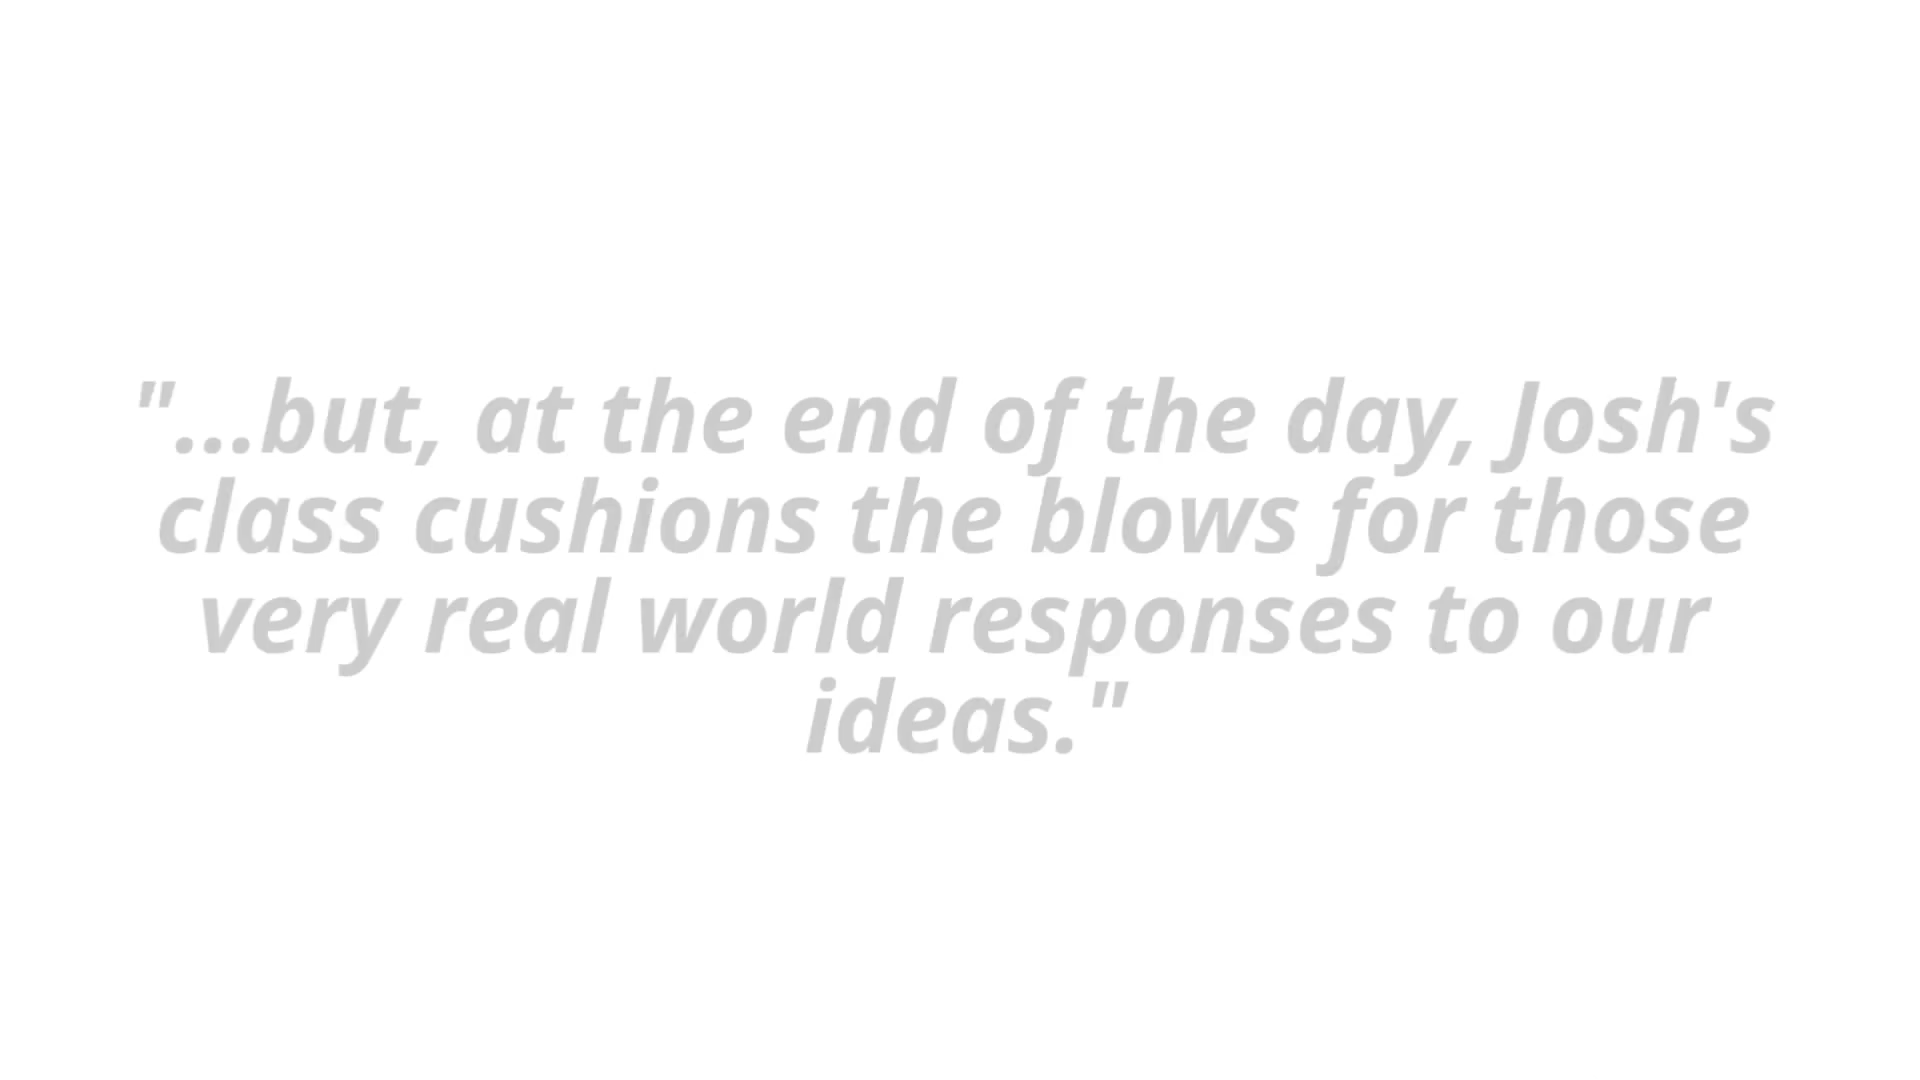 "...but, at the end of the day, Josh's
class cushions the blows for those
very real world responses to our
ideas."